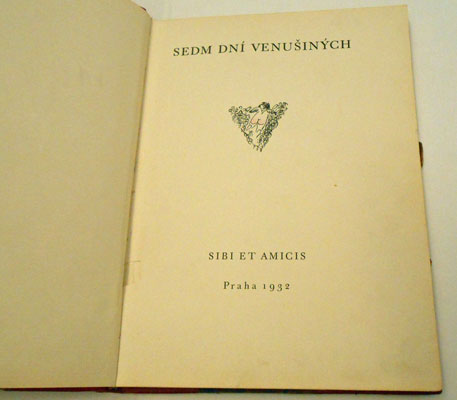 SEDM DNÍ VENUŠINÝCH
SIBI ET AMICIS
Praha 1932